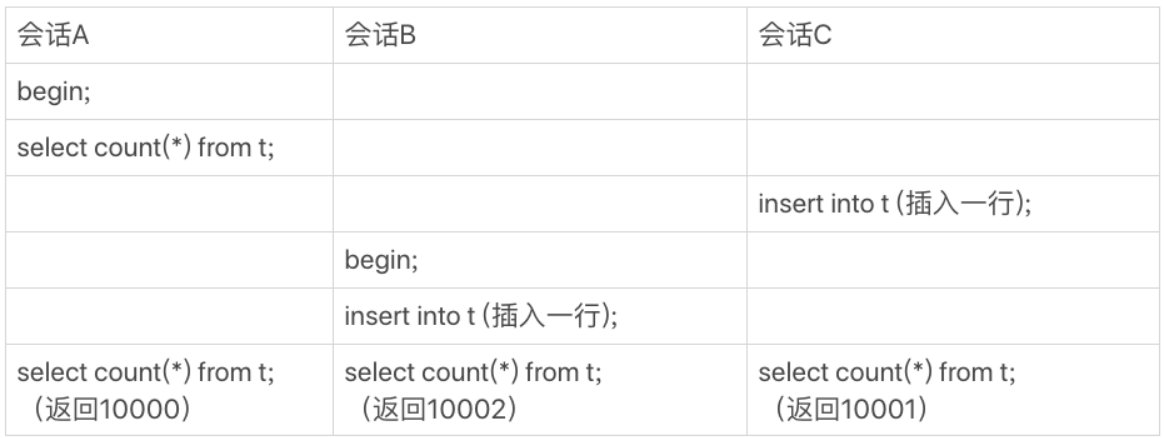 会话A 会话B 会话C
begin;
select count(*) from t;
insert into t (插入一行);
begin;
insert into t (插入一行);
select count(*) from t; select count(*) from t; select count(*) from t;
（返回10000） （返回10002） （返回10001）